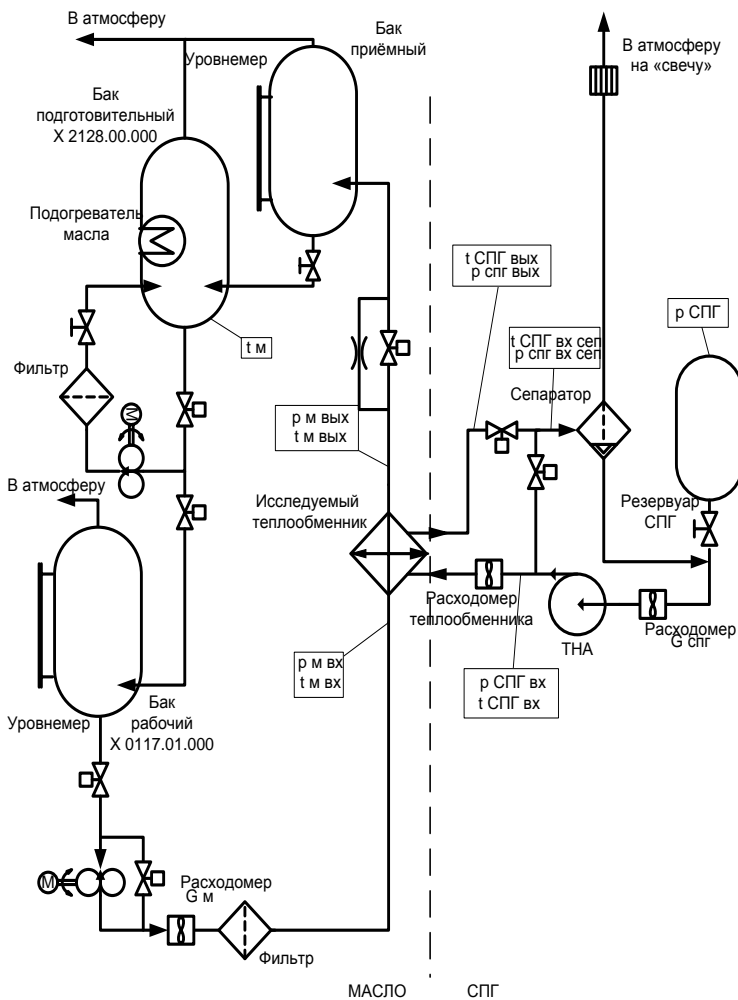 В атмосферу
Уровнемер
Бак
приёмный
В атмосферу
на «свечу»
Бак
подготовительный
Х 2128.00.000
Подогреватель
масла
t СПГ вых
р спг вых
р СПГ
t м
t СПГ вх сеп
р спг вх сеп
Сепаратор
Фильтр
М
р м вых
t м вых
В атмосферу
Исследуемый
теплообменник
Резервуар
СПГ
Расходомер
теплообменника
ТНА
Расходомер
G спг
р м вх
t м вх
р СПГ вх
t СПГ вх
Уровнемер
Бак
рабочий
Х 0117.01.000
М
Расходомер
G м
Фильтр
МАСЛО
СПГ